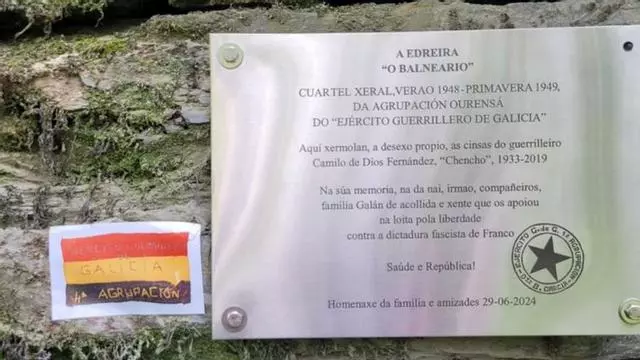 A EDREIRA
"O BALNEARIO"
CUARTEL XERAL, VERAO 1948 - PRIMAVERA 1949,
DA AGRUPACIÓN OURENSÁ
DO "EJÉRCITO GUERRILLERO DE GALICIA"
Aquí xermolan, a desexo propio, as cinsas do guerrilleiro
Camilo de Dios Fernández, "Chencho", 1933-2019
Na súa memoria, na da nai, irmao, compañeiros,
familia Galán de acollida e xente que os apoiou
na loita pola liberdade
contra a dictadura fascista de Franco
Saúde e República!
Homenaxe da familia e amizades 29-06-2024
EJÉRCITO G. de G.
AGRUPACIÓN
GALICIA
AGRUPACIÓN